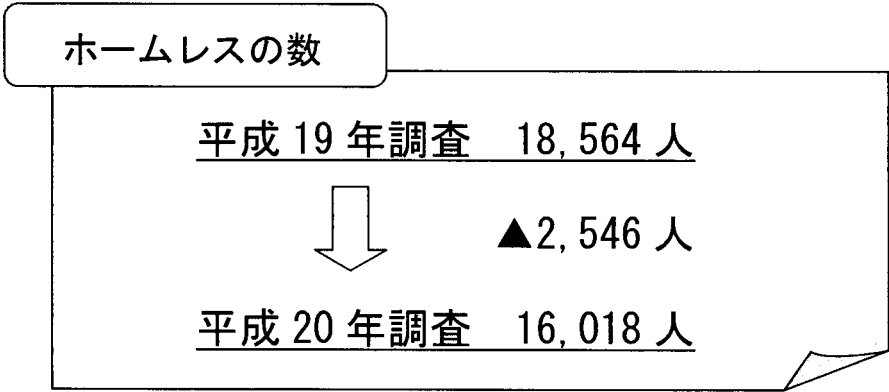 ホームレスの数
平成 19 年調査　18,564 人
▲2,546 人
平成 20 年調査　16,018 人